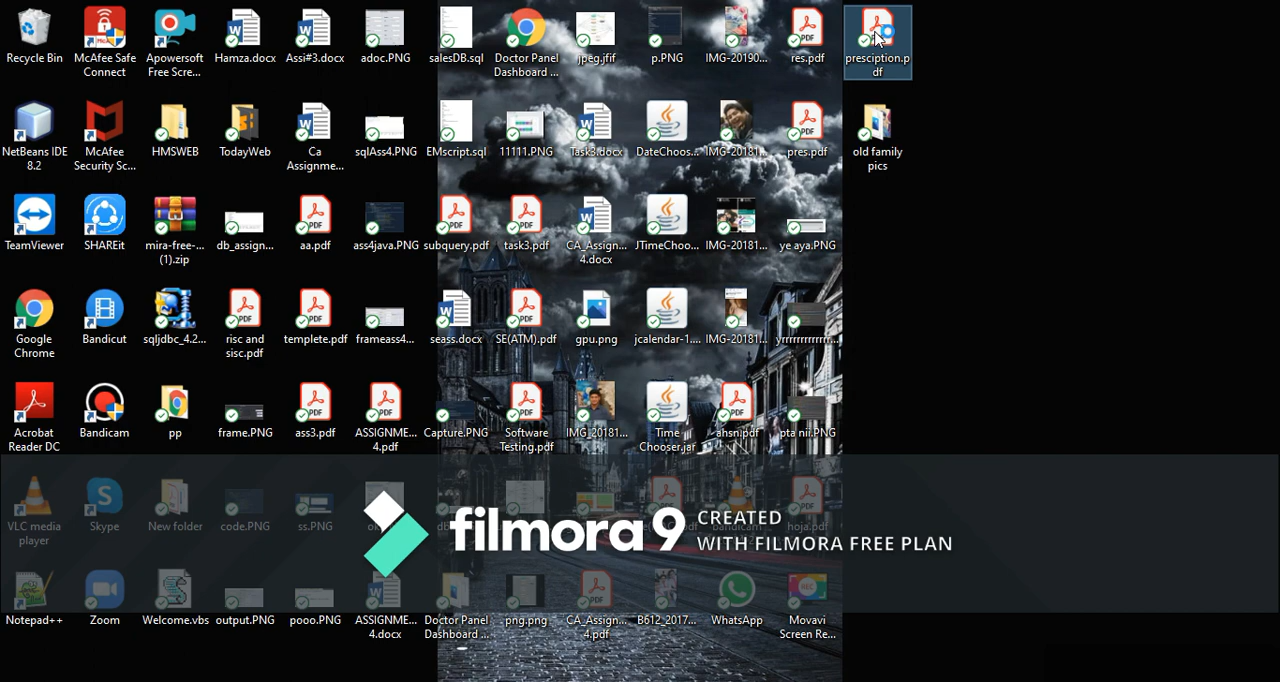 Recycle Bin
McAfee Safe
Connect
Apowersoft
Free Scre...
Hamza.docx
Assi#3.docx
adoc.PNG
salesDB.sql
Doctor Panel
Dashboard ...
jpeg.jfif
p.PNG
IMG-20190...
res.pdf
presciption.p
df
NetBeans IDE
8.2
McAfee
Security Sc...
HMSWEB
TodayWeb
Ca
Assignme...
sqlAss4.PNG
EMscript.sql
11111.PNG
Task3.docx
DateChoos...
IMG-20181...
pres.pdf
old family
pics
TeamViewer
SHAREit
mira-free-...
(1).zip
db_assign...
aa.pdf
ass4java.PNG
subquery.pdf
task3.pdf
CA_Assign...
4.docx
JTimeChoo...
IMG-20181...
ye aya.PNG
Google
Chrome
Bandicut
sqljdbc_4.2...
risc and
sisc.pdf
templete.pdf
frameass4...
seass.docx
SE(ATM).pdf
gpu.png
jcalendar-1....
IMG-20181...
Acrobat
Reader DC
Bandicam
pp
frame.PNG
ass3.pdf
ASSIGNME...
4.pdf
Capture.PNG
Software
Testing.pdf
IMG_20181...
Time
Chooser.jar
ahsn.pdf
pta nii.PNG
VLC media
player
Skype
New folder
code.PNG
ss.PNG
hoja.pdf
filmora9
CREATED
WITH FILMORA FREE PLAN
Notepad++
Zoom
Welcome.vbs
output.PNG
pooo.PNG
ASSIGNME...
4.docx
Doctor Panel
Dashboard ...
png.png
CA_Assign...
4.pdf
B612_2017...
WhatsApp
Movavi
Screen Re...